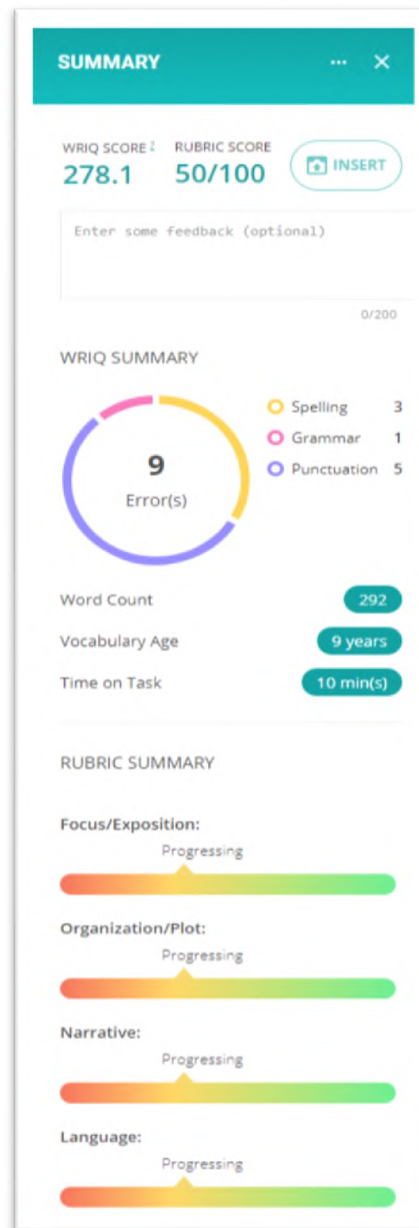 SUMMARY ... ×
WRIQ SCORE RUBRIC SCORE
278.1 50/100 INSERT
Enter some feedback (optional)
0/200
WRIQ SUMMARY
9
Error(s)
Spelling 3
Grammar 1
Punctuation 5
Word Count 292
Vocabulary Age 9 years
Time on Task 10 min(s)
RUBRIC SUMMARY
Focus/Exposition:
Progressing
Organization/Plot:
Progressing
Narrative:
Progressing
Language:
Progressing